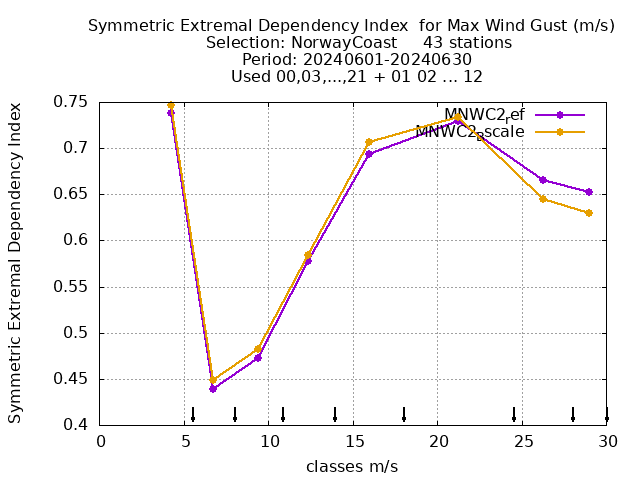 Symmetric Extremal Dependency Index  for Max Wind Gust (m/s)
Selection: NorwayCoast     43 stations
Period: 20240601-20240630
Used 00,03,...,21 + 01 02 ... 12
Symmetric Extremal Dependency Index
0.75
0.7
0.65
0.6
0.55
0.5
0.45
0.4
MNWC2ref
scale
0 5 10 15 20 25 30
classes m/s